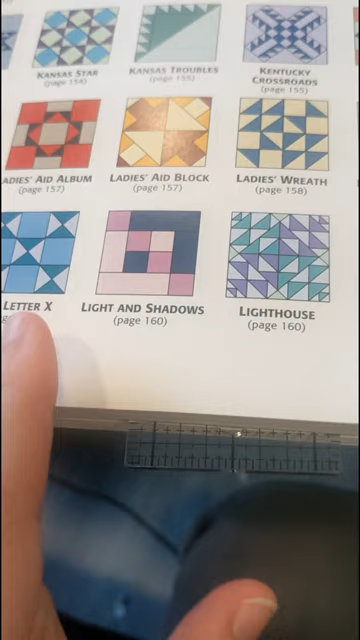 KANSAS STAR
(page 154)
KANSAS TROUBLES
(page 155)
KENTUCKY
CROSSROADS
(page 155)
ADIES' AID ALBUM
(page 157)
LADIES' AID BLOCK
(page 157)
LADIES' WREATH
(page 158)
LETTER X
LIGHT AND SHADOWS
(page 160)
LIGHTHOUSE
(page 160)